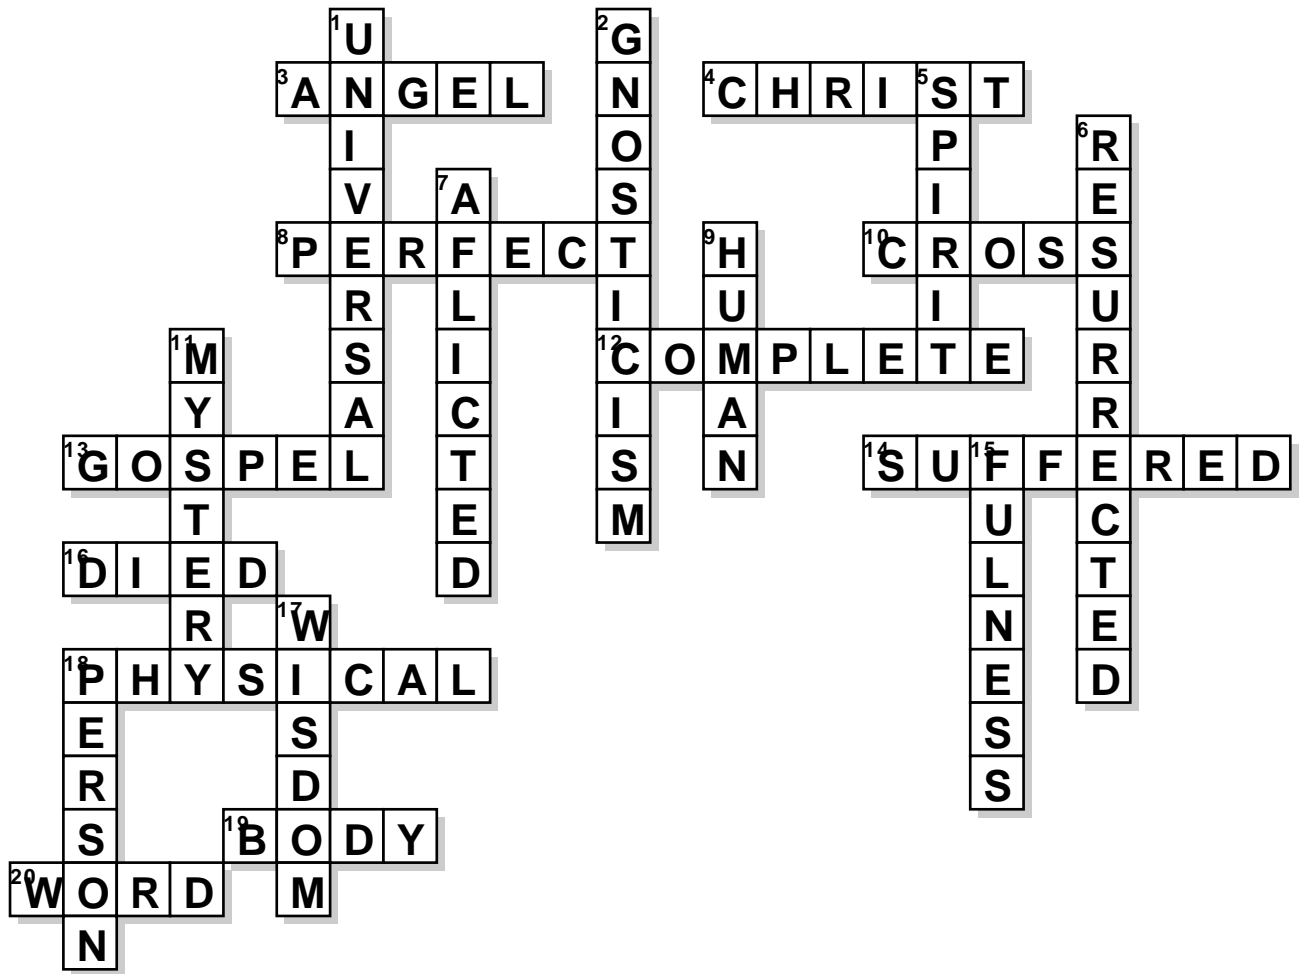 1U 2G
3ANGEL N 4CHRI5ST
I O P 6R
V 7A S I E
8PERFECT 9H 10CROSS
R L I U I U
11M S I 12COMPLETE R
Y A C I A R
13GOSPEL T S N 14SU15FFERED
T E M U C
16DIED D L T
R 17W N E
18PHYSICAL E D
E S S
R D S
S 19BODY
20WORD M
N